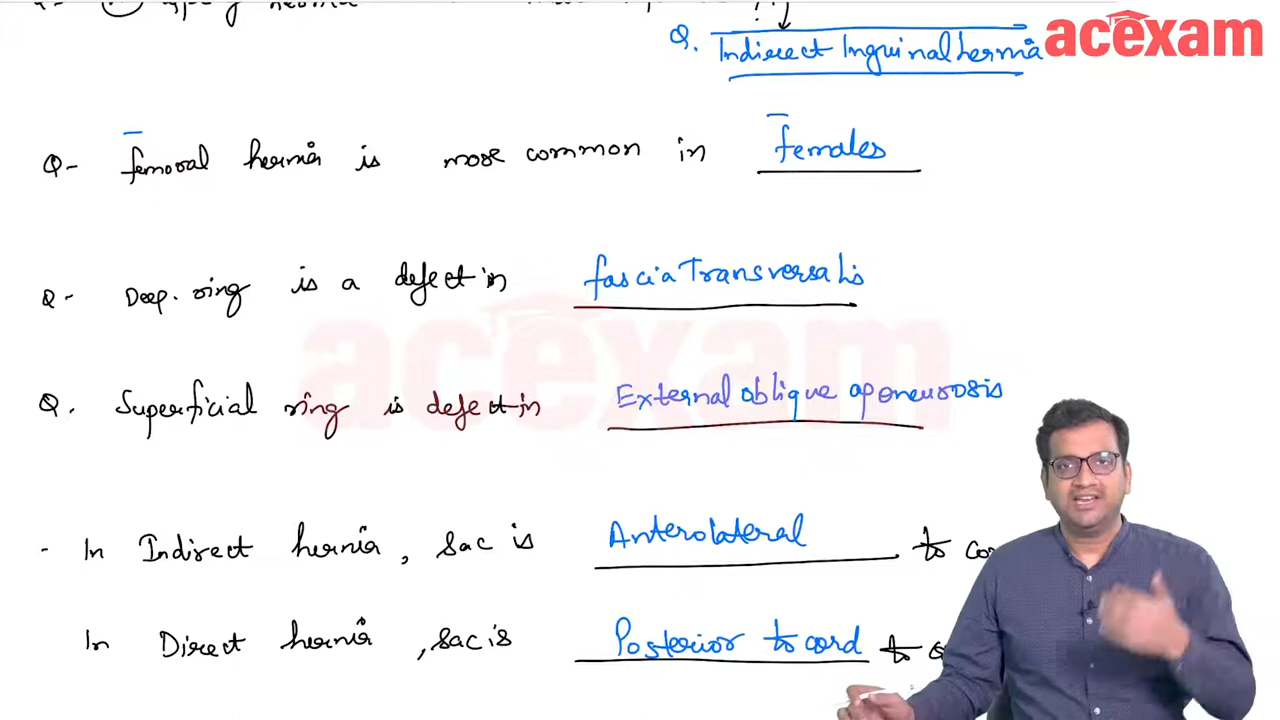 acexam
Q. Indirect Inguinal hernia
Q- Femoral hernia is more common in females
Q- Deep. ring is a defect in fascia Transversalis
Q. Superficial ring is defect in External oblique aponeurosis
- In Indirect hernia, sac is Anterolateral to
In Direct hernia, sac is Posterior to cord to
acexam